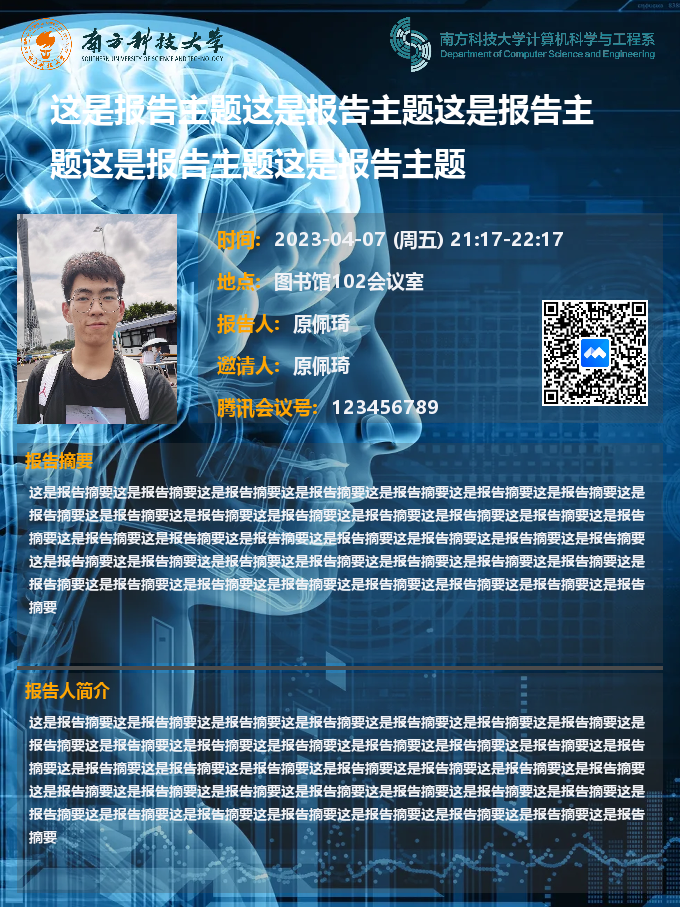 南方科技大学
SOUTHERN UNIVERSITY OF SCIENCE AND TECHNOLOGY
南方科技大学计算机科学与工程系
Department of Computer Science and Engineering
这是报告主题这是报告主题这是报告主
题这是报告主题这是报告主题
时间: 2023-04-07 (周五) 21:17-22:17
地点: 图书馆102会议室
报告人: 原佩琦
邀请人: 原佩琦
腾讯会议号: 123456789
报告摘要
这是报告摘要这是报告摘要这是报告摘要这是报告摘要这是报告摘要这是报告摘要这是报告摘要这是
报告摘要这是报告摘要这是报告摘要这是报告摘要这是报告摘要这是报告摘要这是报告摘要这是报告
摘要这是报告摘要这是报告摘要这是报告摘要这是报告摘要这是报告摘要这是报告摘要这是报告摘要
这是报告摘要这是报告摘要这是报告摘要这是报告摘要这是报告摘要这是报告摘要这是报告摘要这是
报告摘要这是报告摘要这是报告摘要这是报告摘要这是报告摘要这是报告摘要这是报告摘要这是报告
摘要
报告人简介
这是报告摘要这是报告摘要这是报告摘要这是报告摘要这是报告摘要这是报告摘要这是报告摘要这是
报告摘要这是报告摘要这是报告摘要这是报告摘要这是报告摘要这是报告摘要这是报告摘要这是报告
摘要这是报告摘要这是报告摘要这是报告摘要这是报告摘要这是报告摘要这是报告摘要这是报告摘要
这是报告摘要这是报告摘要这是报告摘要这是报告摘要这是报告摘要这是报告摘要这是报告摘要这是
报告摘要这是报告摘要这是报告摘要这是报告摘要这是报告摘要这是报告摘要这是报告摘要这是报告
摘要